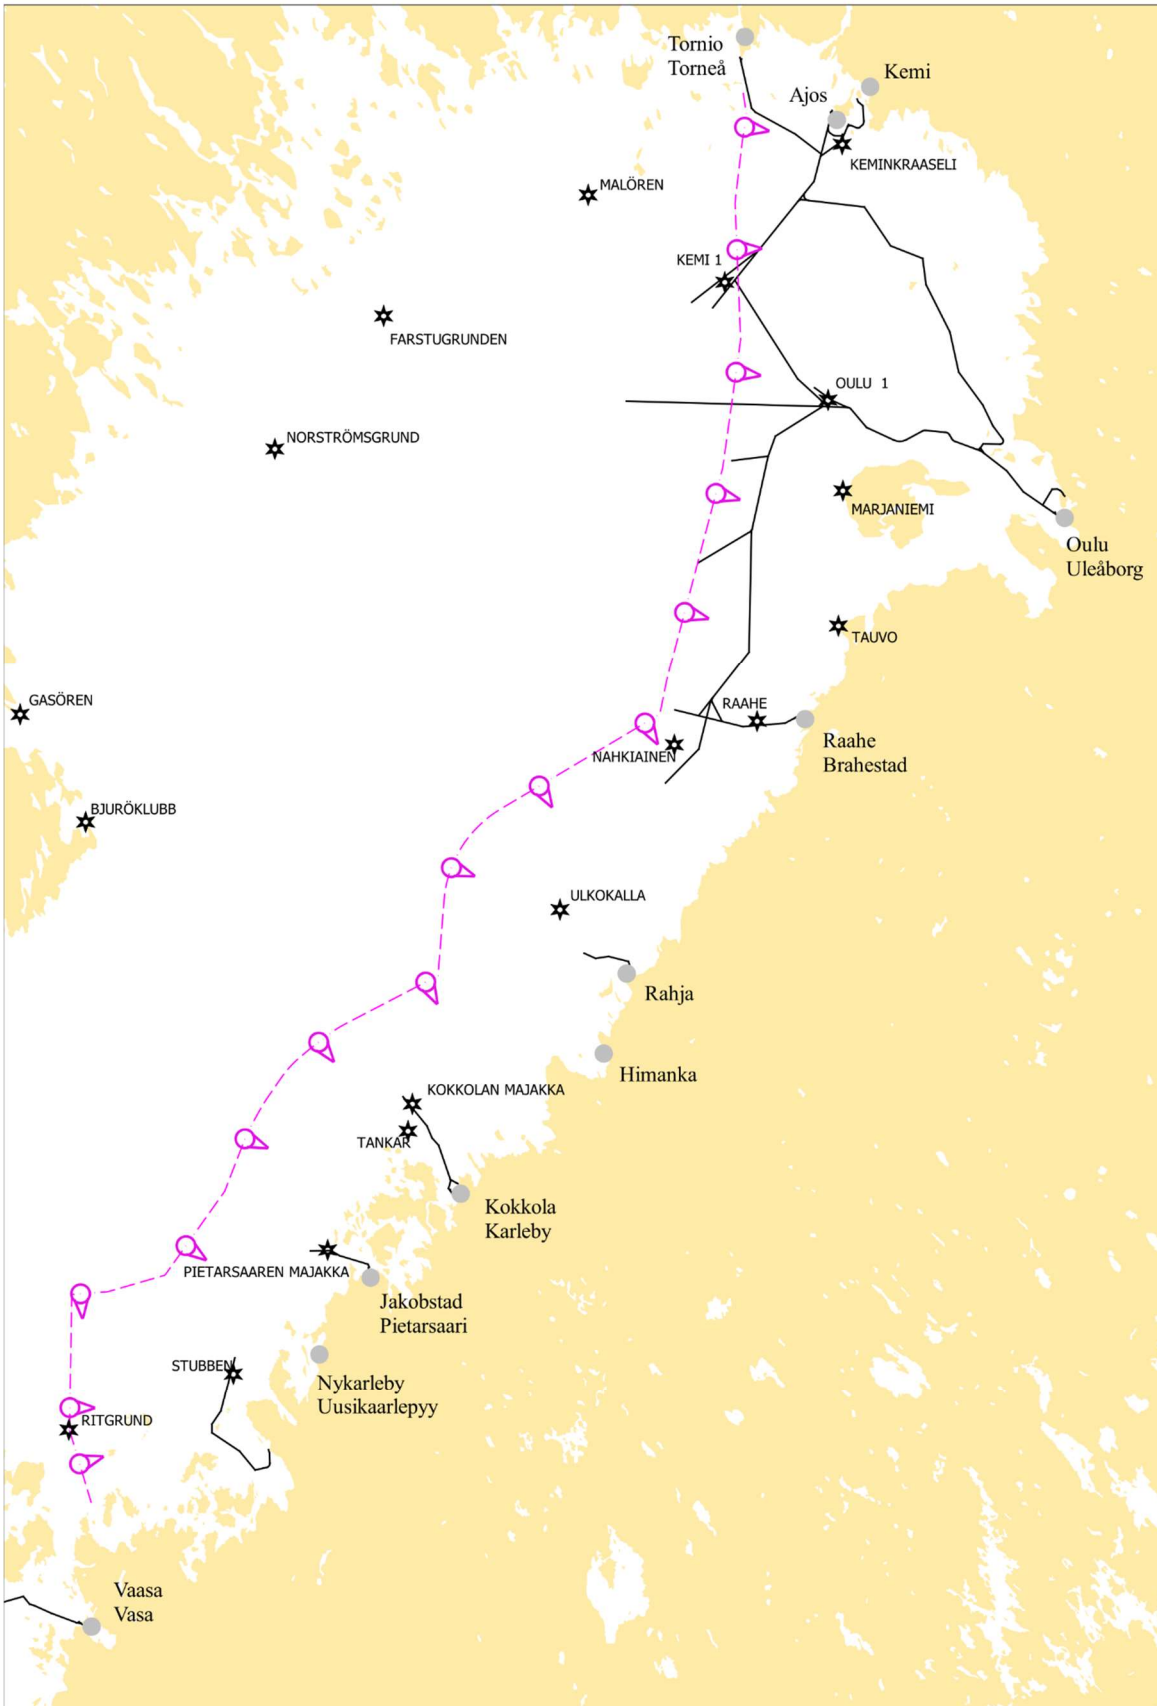 Tornio
Torneå
Kemi
Ajos
KEMINKRAASELI
MALÖREN
KEMI 1
FARSTUGRUNDEN
OULU 1
NORSTRÖMSGRUND
MARJANIEMI
Oulu
Uleåborg
TAUVO
GASÖREN
RAAHE
Raahe
Brahestad
NAHKIAINEN
BJURÖKLUBB
ULKOKALLA
Rahja
Himanka
KOKKOLAN MAJAKKA
TANKAR
Kokkola
Karleby
PIETARSAAREN MAJAKKA
Jakobstad
Pietarsaari
STUBBEN
Nykarleby
Uusikaarlepyy
RITGRUND
Vaasa
Vasa